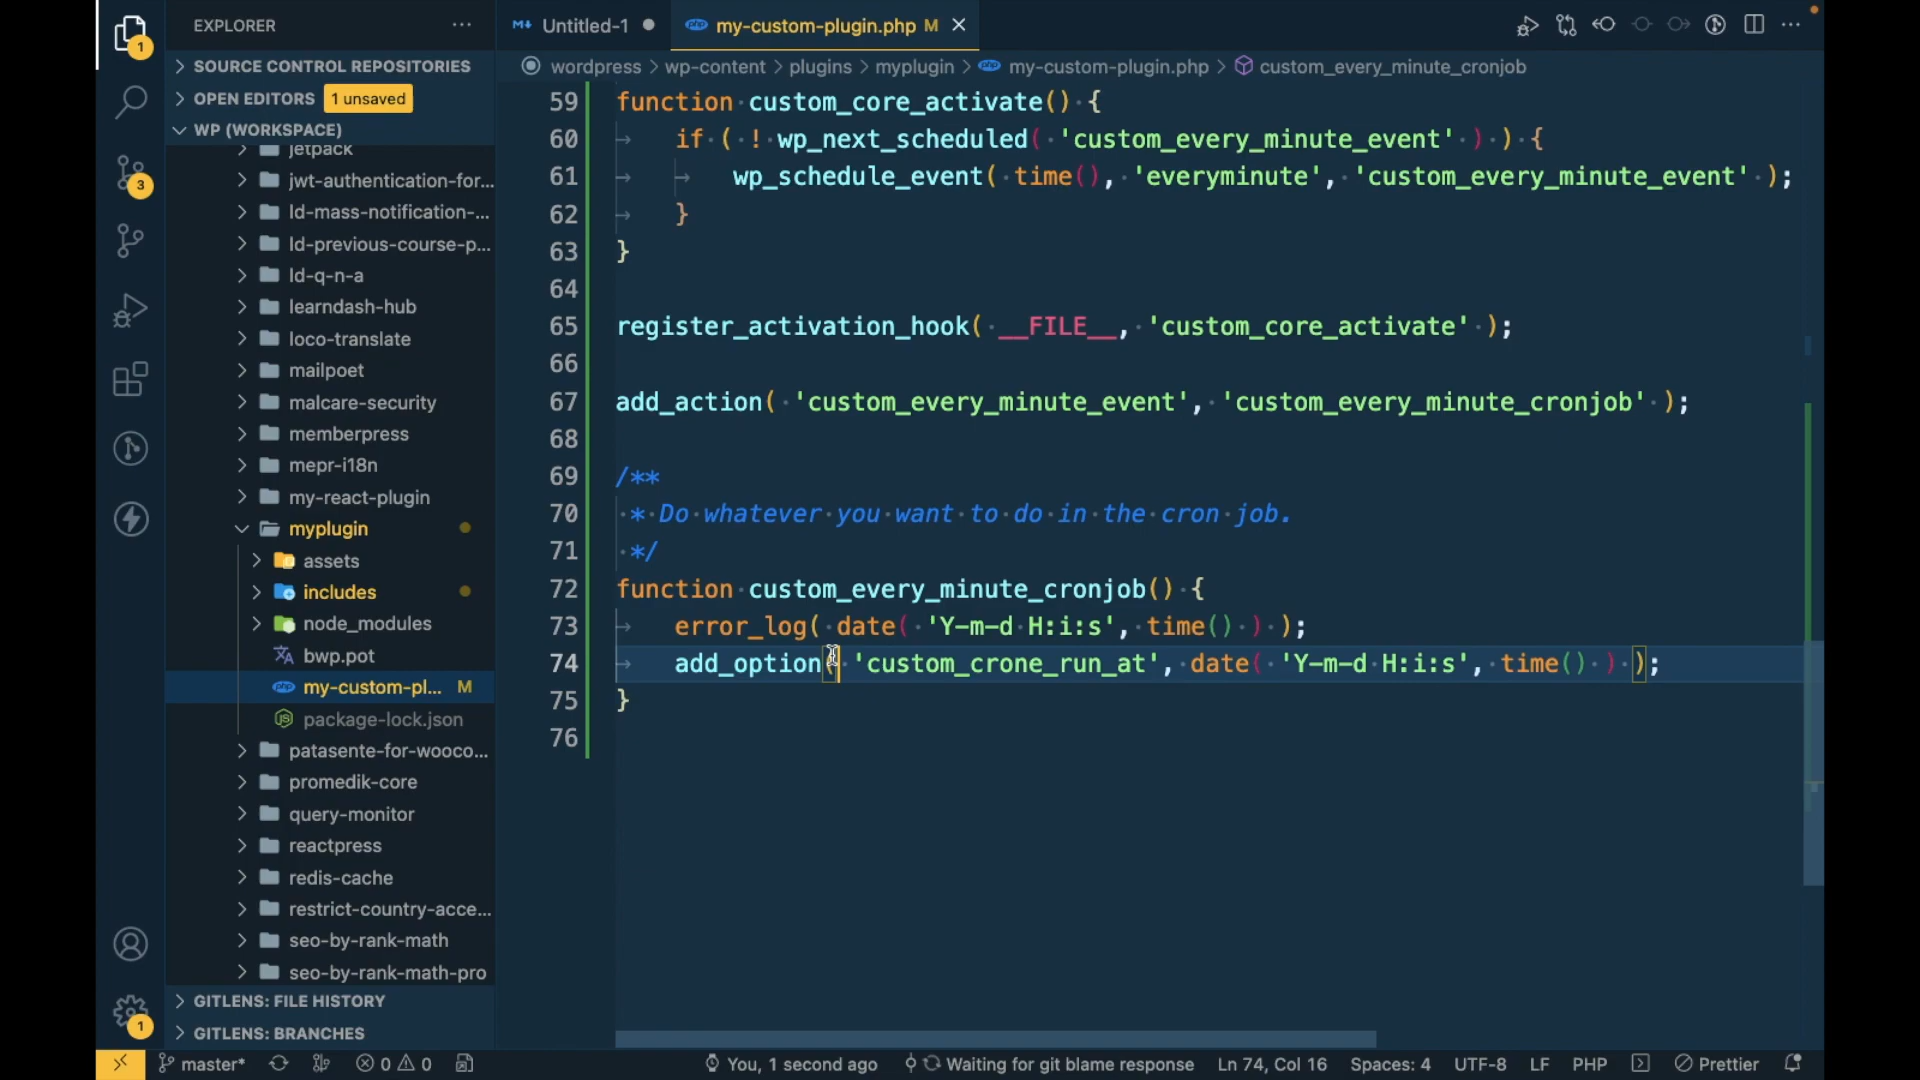 EXPLORER
Untitled-1
my-custom-plugin.php M
SOURCE CONTROL REPOSITORIES
OPEN EDITORS 1 unsaved
WP (WORKSPACE)
jetpack
jwt-authentication-for...
ld-mass-notification-...
ld-previous-course-p...
ld-q-n-a
learndash-hub
loco-translate
mailpoet
malcare-security
memberpress
mepr-i18n
my-react-plugin
myplugin
assets
includes
node_modules
bwp.pot
my-custom-pl... M
package-lock.json
patasente-for-wooco...
promedik-core
query-monitor
reactpress
redis-cache
restrict-country-acce...
seo-by-rank-math
seo-by-rank-math-pro
GITLENS: FILE HISTORY
GITLENS: BRANCHES
1
3
1
wordpress > wp-content > plugins > myplugin > my-custom-plugin.php > custom_every_minute_cronjob
59 function custom_core_activate() {
60 if ( ! wp_next_scheduled( 'custom_every_minute_event' ) ) {
61 wp_schedule_event( time(), 'everyminute', 'custom_every_minute_event' );
62 }
63 }
64
65 register_activation_hook( __FILE__, 'custom_core_activate' );
66
67 add_action( 'custom_every_minute_event', 'custom_every_minute_cronjob' );
68
69 /**
70 * Do whatever you want to do in the cron job.
71 */
72 function custom_every_minute_cronjob() {
73 error_log( date( 'Y-m-d H:i:s', time() ) );
74 add_option( 'custom_crone_run_at', date( 'Y-m-d H:i:s', time() ) );
75 }
76
master* 0 0 You, 1 second ago Waiting for git blame response Ln 74, Col 16 Spaces: 4 UTF-8 LF PHP Prettier